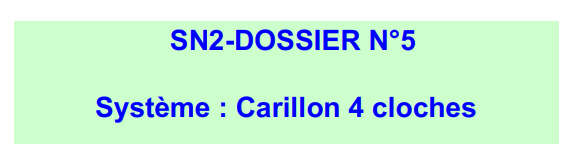 SN2-DOSSIER N°5
Système : Carillon 4 cloches